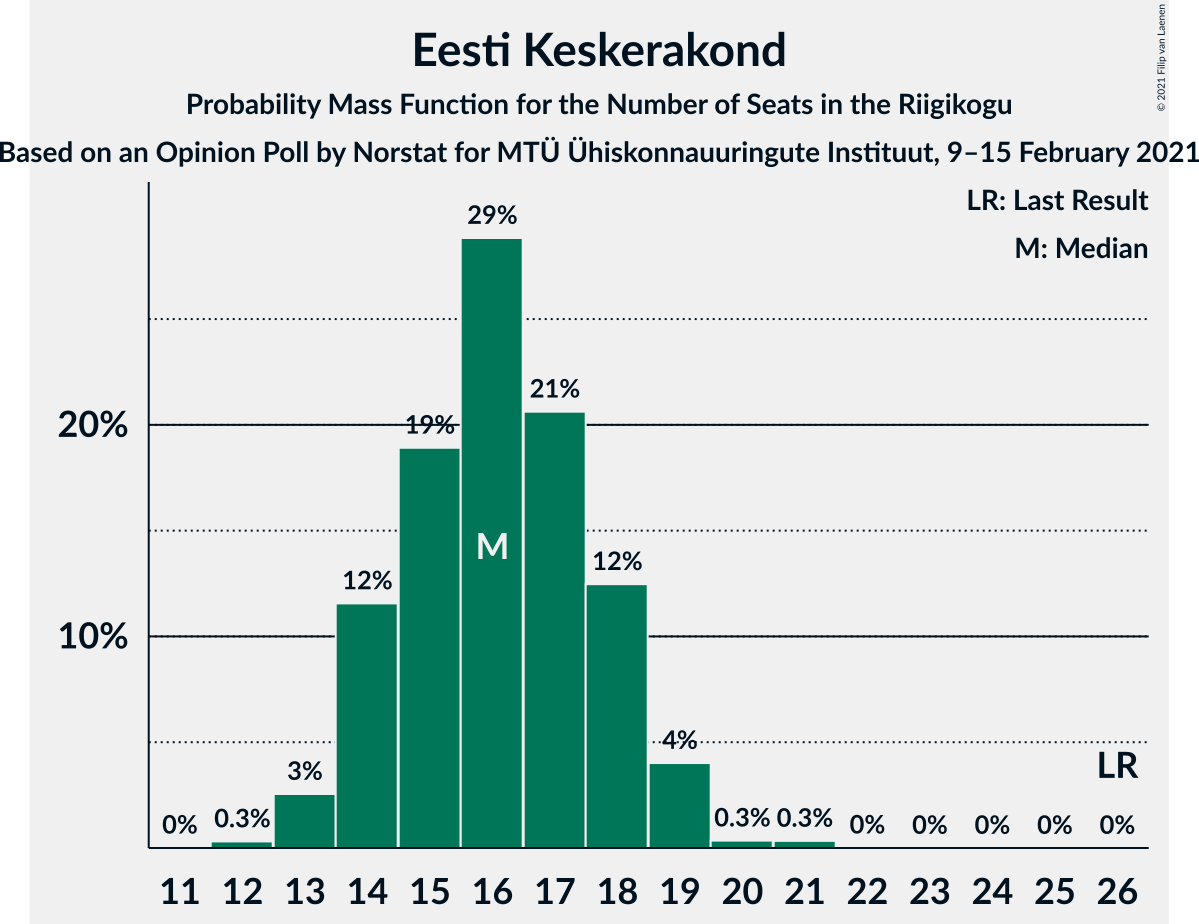 Eesti Keskerakond
Probability Mass Function for the Number of Seats in the Riigikogu
Based on an Opinion Poll by Norstat for MTÜ Ühiskonnauuringute Instituut, 9–15 February 2021
© 2021 Filip van Laenen
LR: Last Result
M: Median
29%
21%
20%
19%
M
12%
12%
10%
4%
LR
3%
0% 0.3% 0.3% 0.3% 0% 0% 0% 0% 0%
11 12 13 14 15 16 17 18 19 20 21 22 23 24 25 26